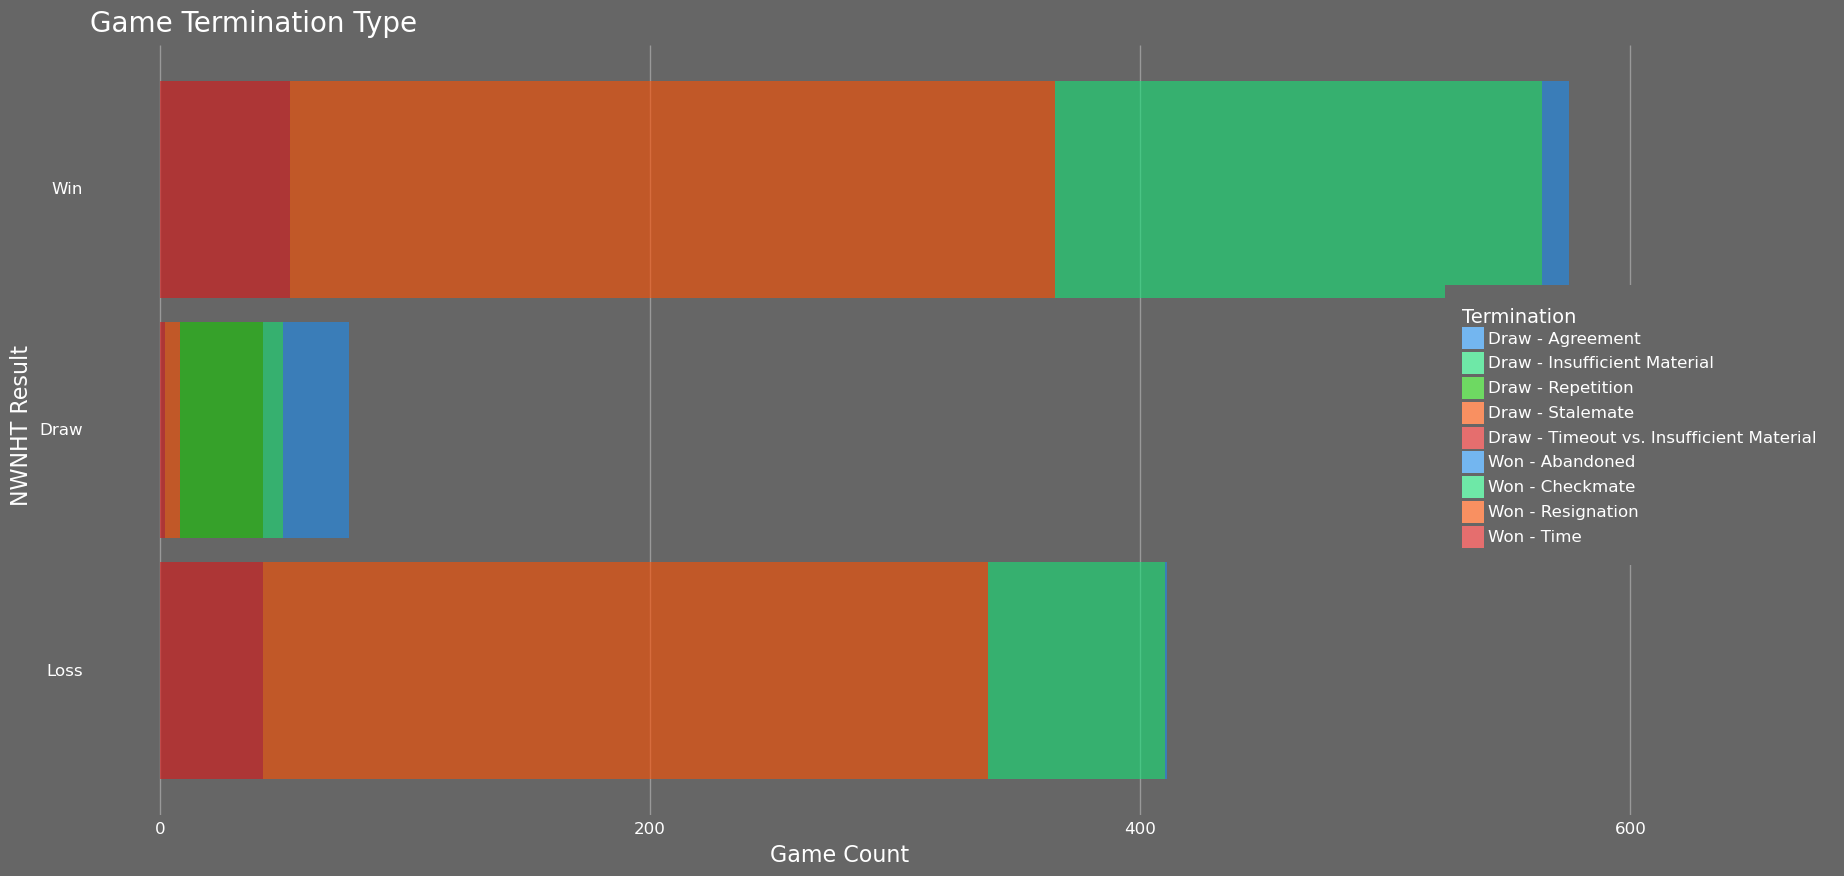 Game Termination Type
NWNHT Result
Win
Draw
Loss
Termination
Draw - Agreement
Draw - Insufficient Material
Draw - Repetition
Draw - Stalemate
Draw - Timeout vs. Insufficient Material
Won - Abandoned
Won - Checkmate
Won - Resignation
Won - Time
0 200 400 600
Game Count